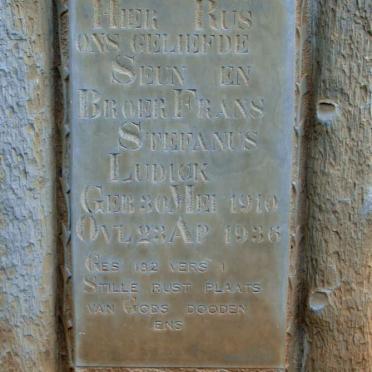 Hier Rus
ons geliefde
Seun en
Broer Frans
Stefanus
Ludick
Geb 30 Mei 1910
Ovl 23 Ap 1936
Ges 182 vers 1
Stille rust plaats
van Gods dooden
ens